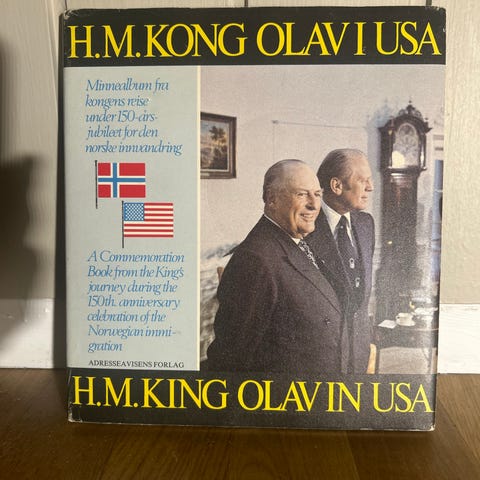 H.M.KONG OLAV I USA
Minnealbum fra
kongens reise
under 150-års-
jubileet for den
norske innvandring
A Commemoration
Book from the King's
journey during the
150th. anniversary
celebration of the
Norwegian immi-
gration
ADRESSEAVISENS FORLAG
H.M.KING OLAV IN USA